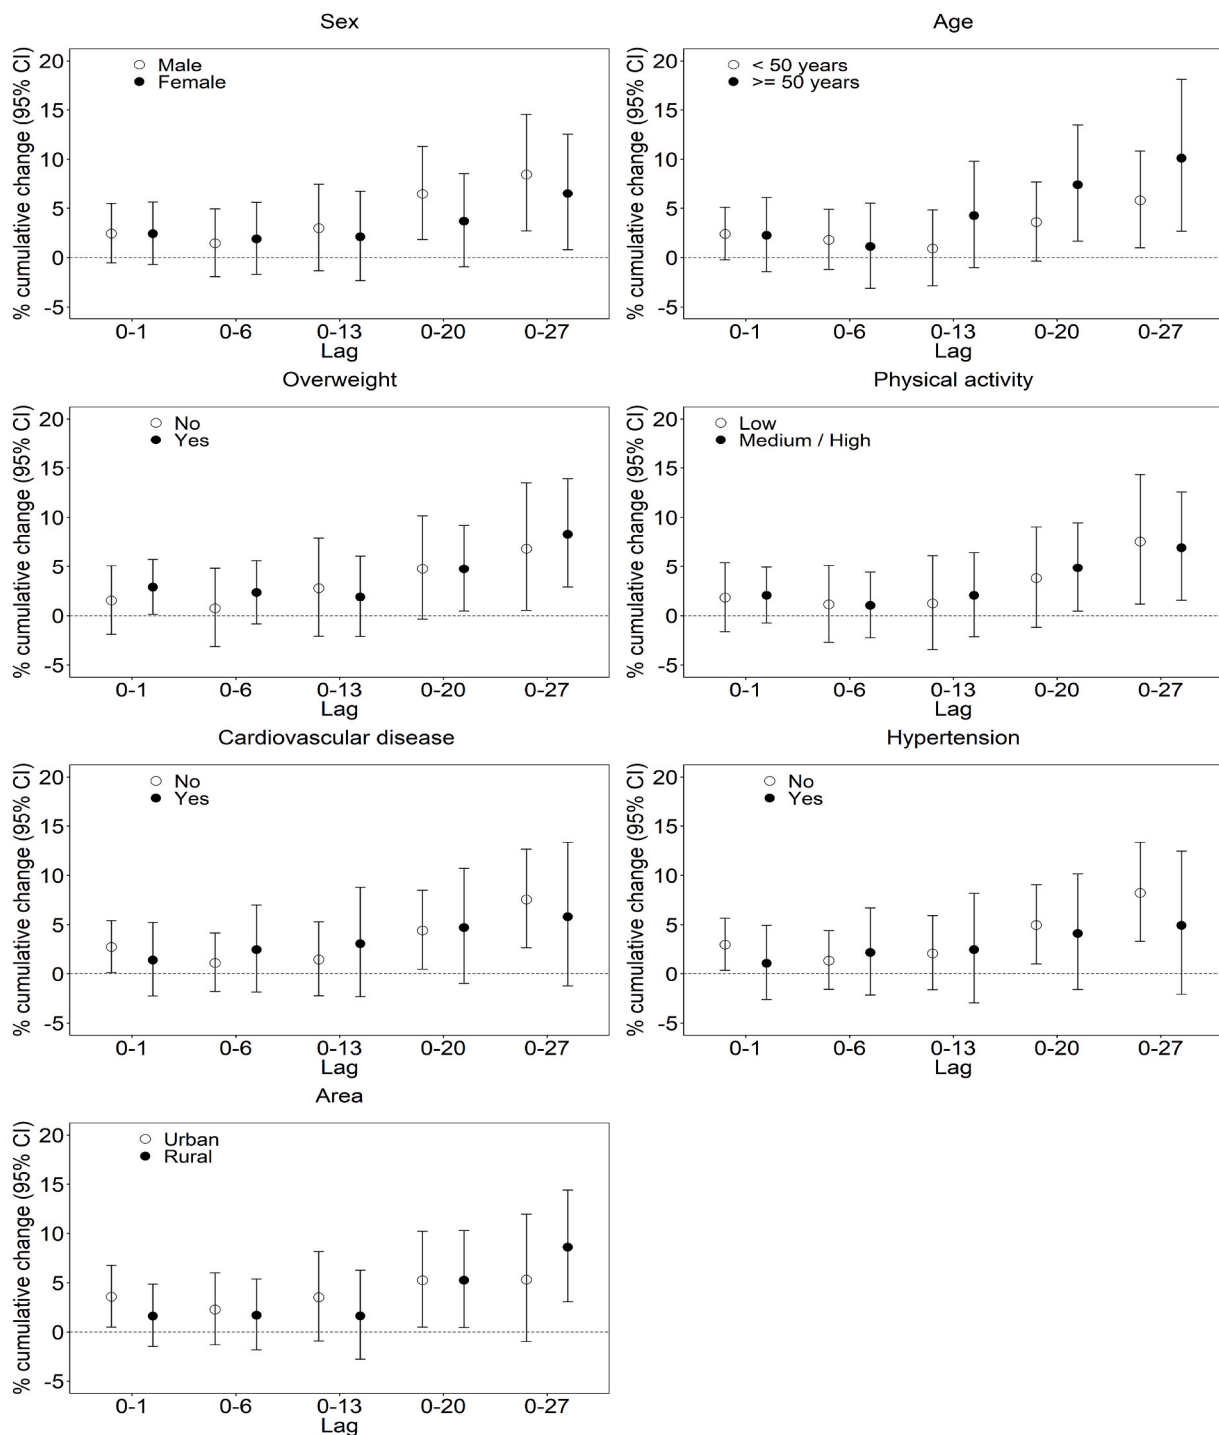 Sex
% cumulative change (95% CI)
20
15
10
5
0
-5
Male
Female
0-1 0-6 0-13 0-20 0-27
Lag
Age
% cumulative change (95% CI)
20
15
10
5
0
-5
< 50 years
>= 50 years
0-1 0-6 0-13 0-20 0-27
Lag
Overweight
% cumulative change (95% CI)
20
15
10
5
0
-5
No
Yes
0-1 0-6 0-13 0-20 0-27
Lag
Physical activity
% cumulative change (95% CI)
20
15
10
5
0
-5
Low
Medium / High
0-1 0-6 0-13 0-20 0-27
Lag
Cardiovascular disease
% cumulative change (95% CI)
20
15
10
5
0
-5
No
Yes
0-1 0-6 0-13 0-20 0-27
Lag
Hypertension
% cumulative change (95% CI)
20
15
10
5
0
-5
No
Yes
0-1 0-6 0-13 0-20 0-27
Lag
Area
% cumulative change (95% CI)
20
15
10
5
0
-5
Urban
Rural
0-1 0-6 0-13 0-20 0-27
Lag